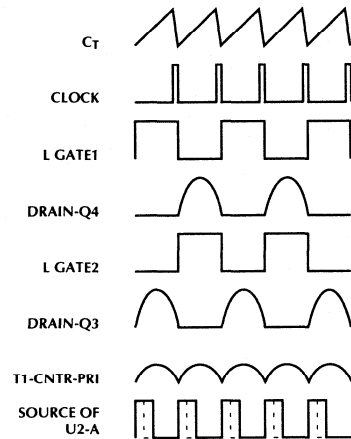 CT
CLOCK
L GATE1
DRAIN-Q4
L GATE2
DRAIN-Q3
T1-CNTR-PRI
SOURCE OF
U2-A